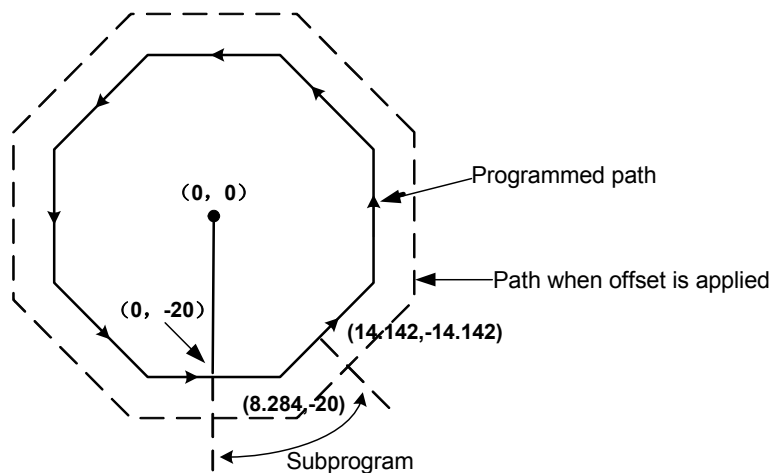 (0, 0)
Programmed path
Path when offset is applied
(0, -20)
(14.142,-14.142)
(8.284,-20)
Subprogram